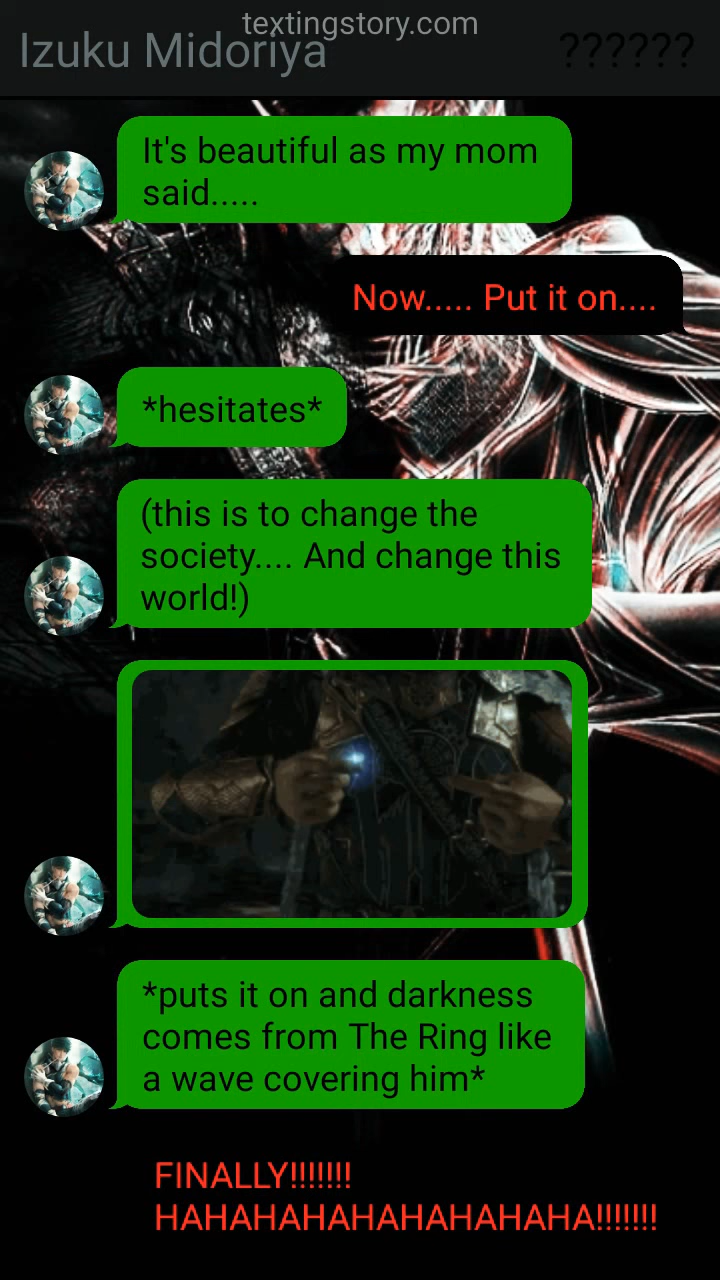 textingstory.com
Izuku Midoriya
??????
It's beautiful as my mom
said.....
Now..... Put it on....
*hesitates*
(this is to change the
society.... And change this
world!)
*puts it on and darkness
comes from The Ring like
a wave covering him*
FINALLY!!!!!!!
HAHAHAHAHAHAHAHAHA!!!!!!!